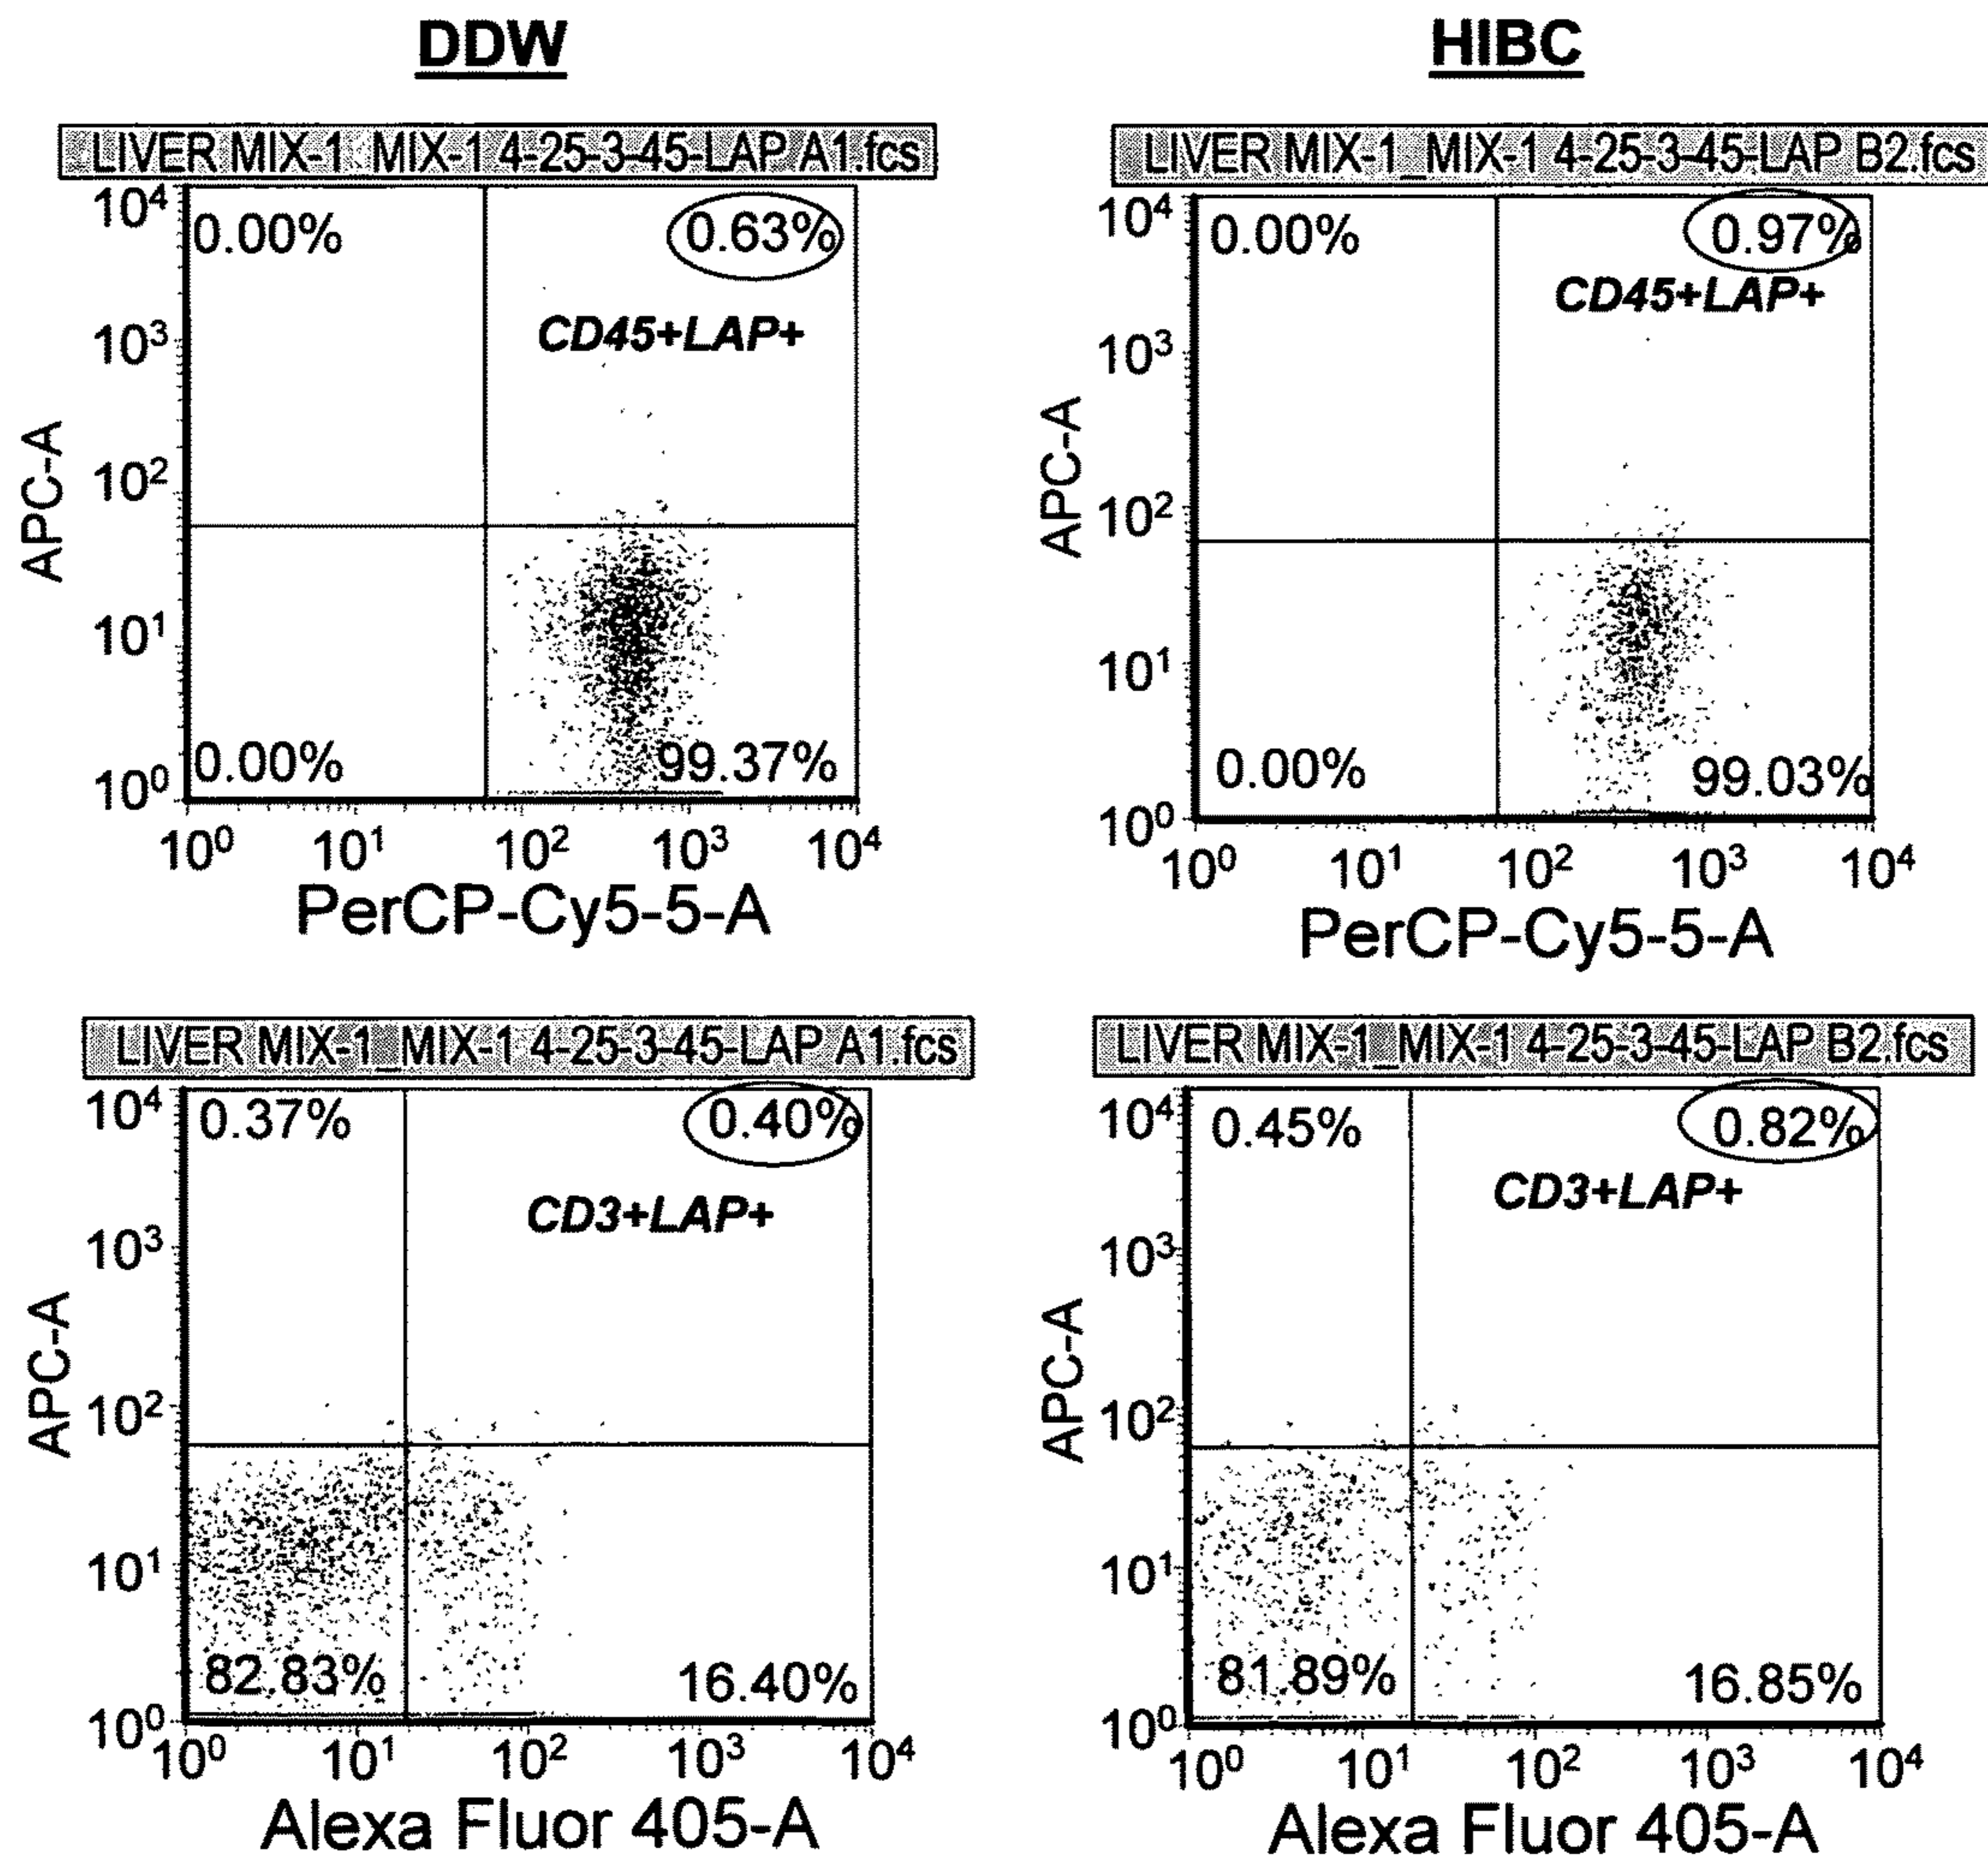 DDW
HIBC
LIVER MIX-1_MIX-1 4-25-3-45-LAP A1.fcs
LIVER MIX-1_MIX-1 4-25-3-45-LAP B2.fcs
10⁴
0.00%
0.63%
CD45+LAP+
10³
APC-A
10²
10¹
10⁰
0.00%
99.37%
10⁰ 10¹ 10² 10³ 10⁴
PerCP-Cy5-5-A
10⁴
0.00%
0.97%
CD45+LAP+
10³
APC-A
10²
10¹
10⁰
0.00%
99.03%
10⁰ 10¹ 10² 10³ 10⁴
PerCP-Cy5-5-A
LIVER MIX-1_MIX-1 4-25-3-45-LAP A1.fcs
LIVER MIX-1_MIX-1 4-25-3-45-LAP B2.fcs
10⁴
0.37%
0.40%
CD3+LAP+
10³
APC-A
10²
10¹
82.83%
16.40%
10⁰
10⁰ 10¹ 10² 10³ 10⁴
Alexa Fluor 405-A
10⁴
0.45%
0.82%
CD3+LAP+
10³
APC-A
10²
10¹
81.89%
16.85%
10⁰
10⁰ 10¹ 10² 10³ 10⁴
Alexa Fluor 405-A